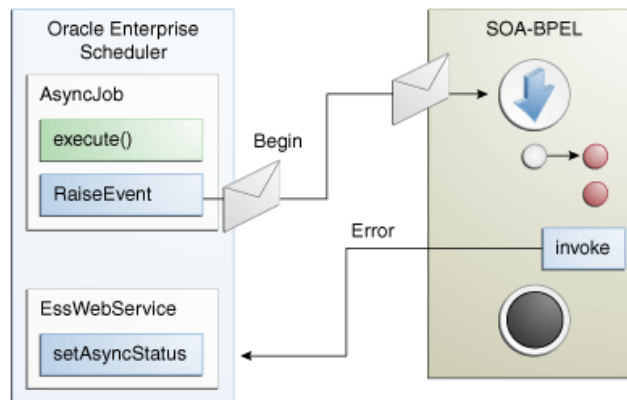 Oracle Enterprise
Scheduler
AsyncJob
execute()
RaiseEvent
Begin
EssWebService
setAsyncStatus
Error
SOA-BPEL
invoke